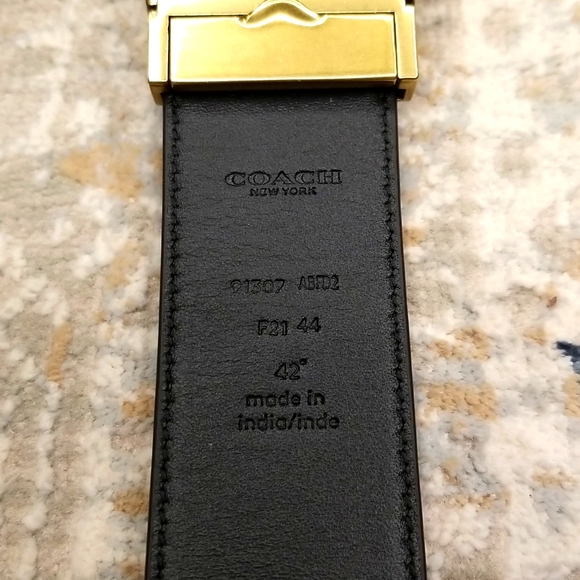 COACH
NEW YORK
91307 ABFD2
F21 44
42"
made in
india/inde